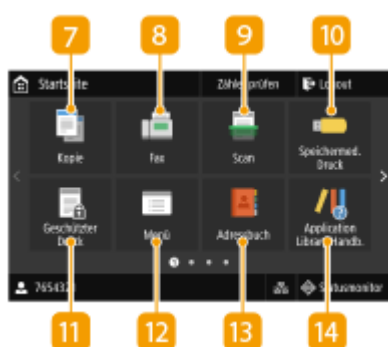 7 8 9 10
Startseite Zähler prüfen Logout
Kopie Fax Scan Speichermed.
Druck
Geschützter
Druck Menü Adressbuch Application
Library Handb.
7654321 Statusmonitor
11 12 13 14